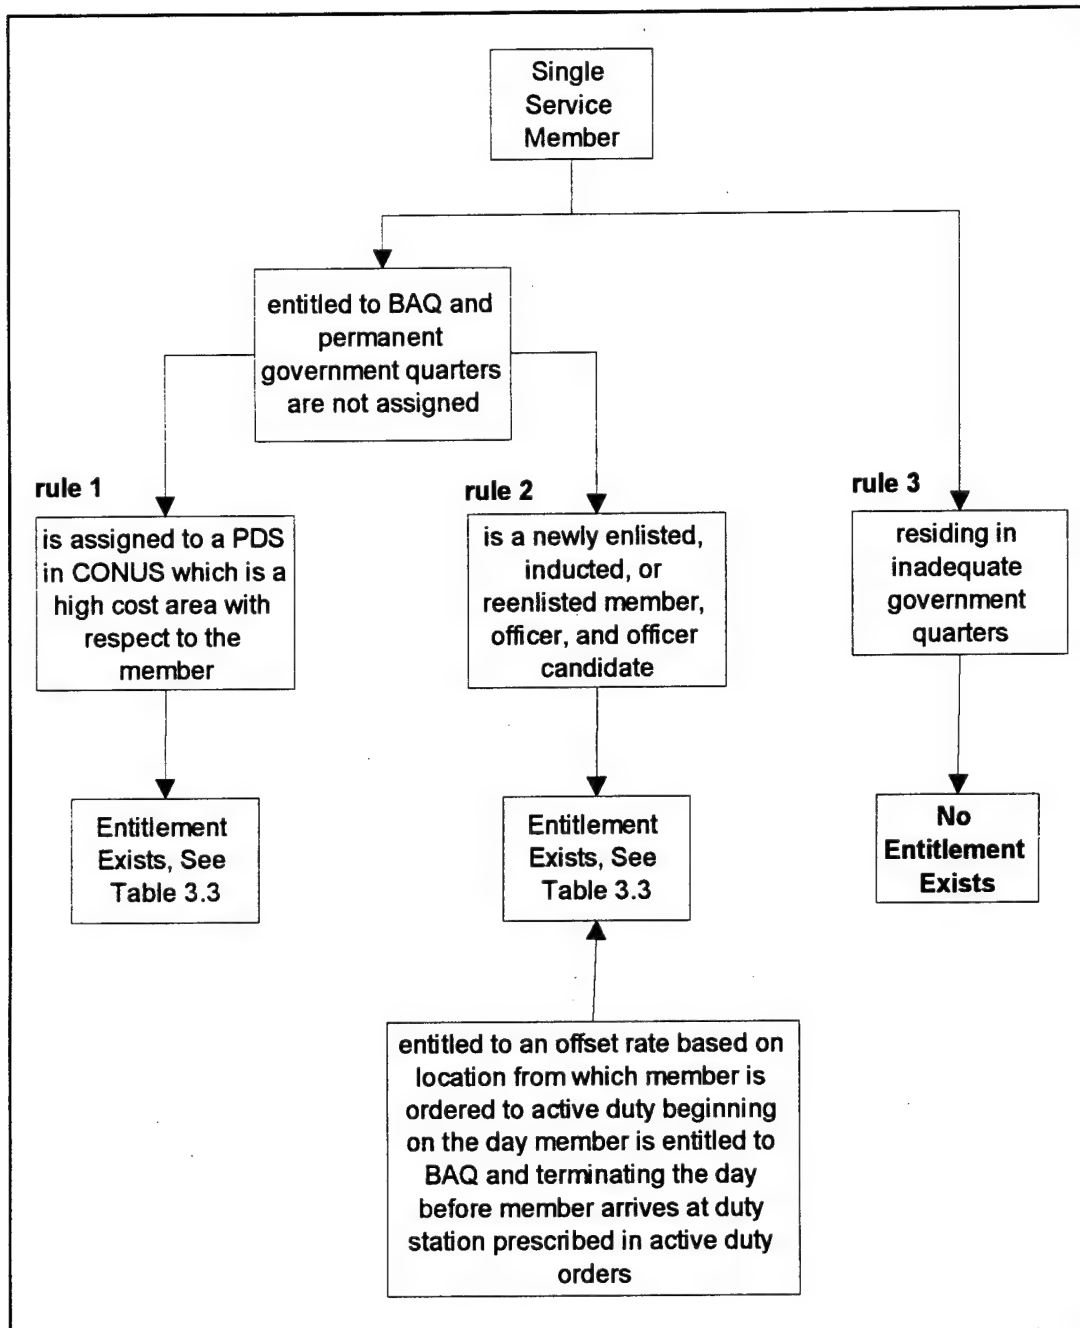 Single
Service
Member
entitled to BAQ and
permanent
government quarters
are not assigned
rule 1
is assigned to a PDS
in CONUS which is a
high cost area with
respect to the
member
rule 2
is a newly enlisted,
inducted, or
reenlisted member,
officer, and officer
candidate
rule 3
residing in
inadequate
government
quarters
Entitlement
Exists, See
Table 3.3
Entitlement
Exists, See
Table 3.3
No
Entitlement
Exists
entitled to an offset rate based on
location from which member is
ordered to active duty beginning
on the day member is entitled to
BAQ and terminating the day
before member arrives at duty
station prescribed in active duty
orders